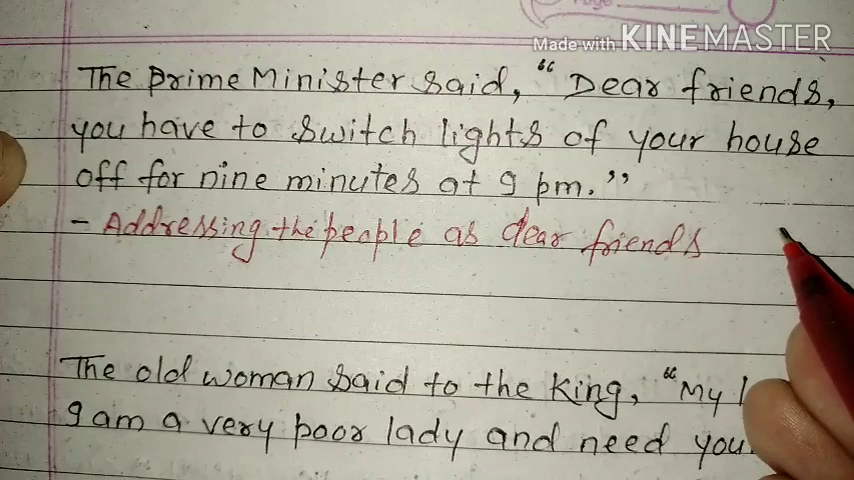 Made with KINEMASTER
The Prime Minister said, "Dear friends,
you have to switch lights of your house
off for nine minutes at 9 pm."
- Addressing the people as dear friends
The old woman said to the king, "My
I am a very poor lady and need